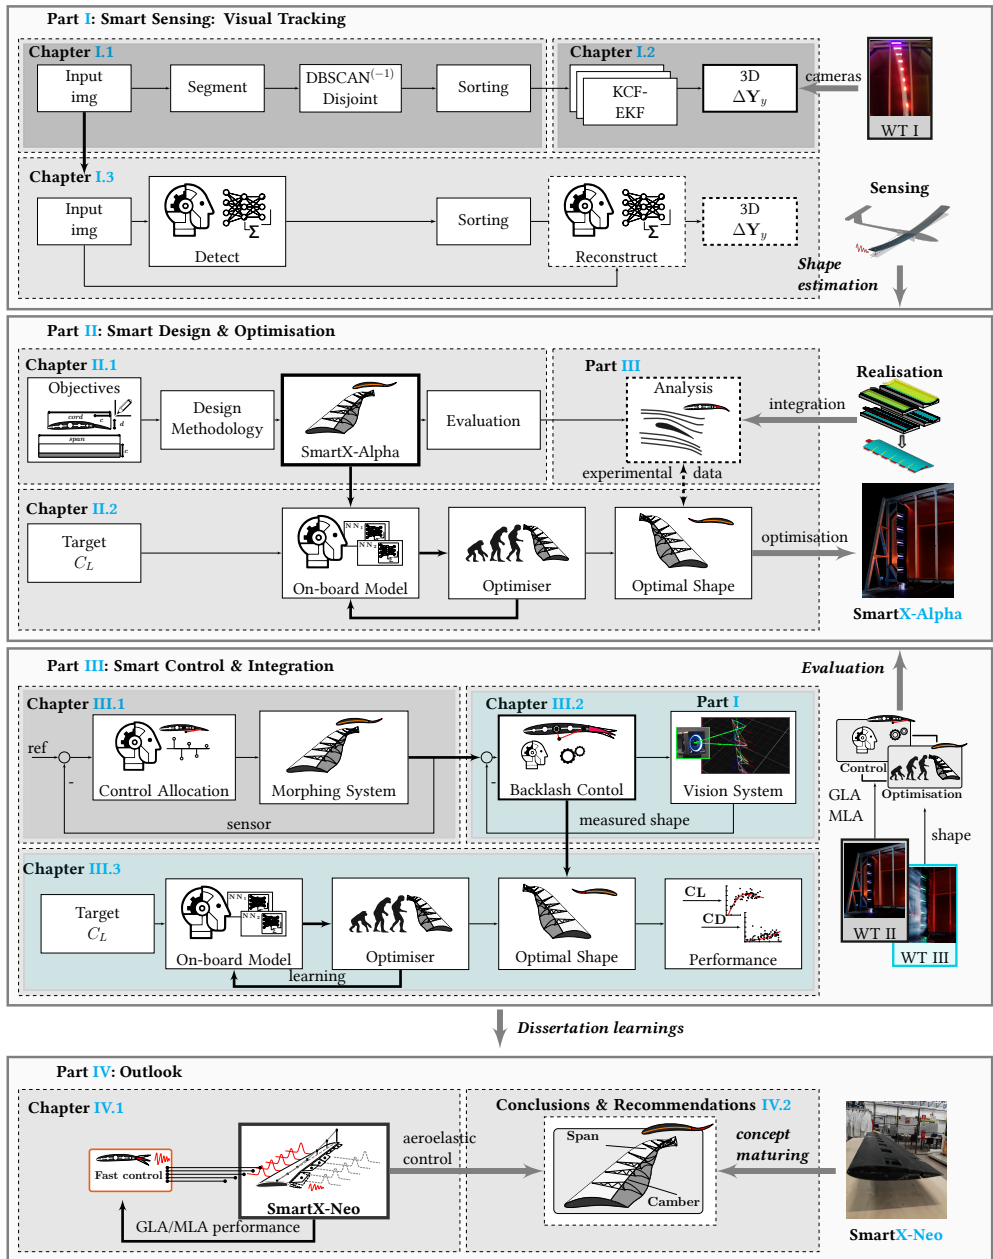 Part I: Smart Sensing: Visual Tracking
Chapter I.1
Input
img
Segment
DBSCAN(−1)
Disjoint
Sorting
Chapter I.2
KCF-
EKF
3D
ΔYy
cameras
WT I
Chapter I.3
Input
img
Σ
Detect
Sorting
Σ
Reconstruct
3D
ΔYy
Sensing
Shape
estimation
Part II: Smart Design & Optimisation
Chapter II.1
Objectives
cord
c
d
span
c
Design
Methodology
SmartX-Alpha
Evaluation
Part III
Analysis
experimental data
integration
Realisation
Chapter II.2
Target
CL
NN1
NN2
On-board Model
Optimiser
Optimal Shape
optimisation
SmartX-Alpha
Part III: Smart Control & Integration
Chapter III.1
ref
-
Control Allocation
Morphing System
sensor
Chapter III.2
-
Backlash Contol
Part I
Vision System
measured shape
Evaluation
Control
Optimisation
GLA
MLA
shape
WT II
WT III
Chapter III.3
Target
CL
NN1
NN2
On-board Model
learning
Optimiser
Optimal Shape
CL
CD
Performance
Dissertation learnings
Part IV: Outlook
Chapter IV.1
Fast control
SmartX-Neo
GLA/MLA performance
aeroelastic
control
Conclusions & Recommendations IV.2
Span
Camber
concept
maturing
SmartX-Neo